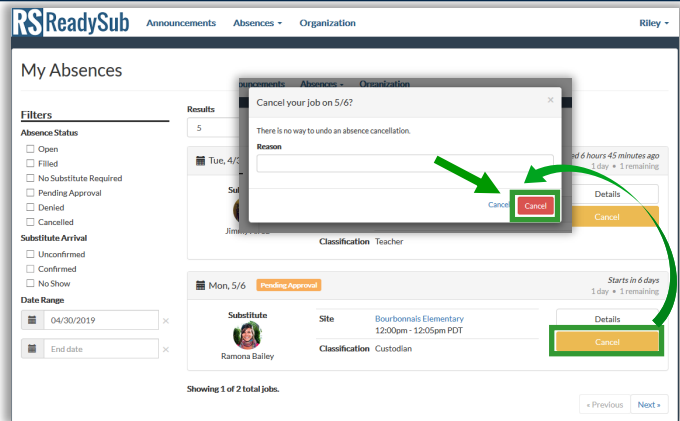 RS ReadySub Announcements Absences Organization Riley
My Absences
Filters
Absence Status
Open
Filled
No Substitute Required
Pending Approval
Denied
Cancelled
Substitute Arrival
Unconfirmed
Confirmed
No Show
Date Range
04/30/2019 ×
End date ×
Results
5
Absences Organization
Cancel your job on 5/6? ×
There is no way to undo an absence cancellation.
Reason
Cancel Cancel
Tue, 4/3
6 hours 45 minutes ago
1 day • 1 remaining
Details
Cancel
Classification Teacher
Mon, 5/6 Pending Approval Starts in 6 days
1 day • 1 remaining
Substitute
Ramona Bailey
Site Bourbonnais Elementary
12:00pm - 12:05pm PDT
Classification Custodian
Details
Cancel
Showing 1 of 2 total jobs.
« Previous Next »